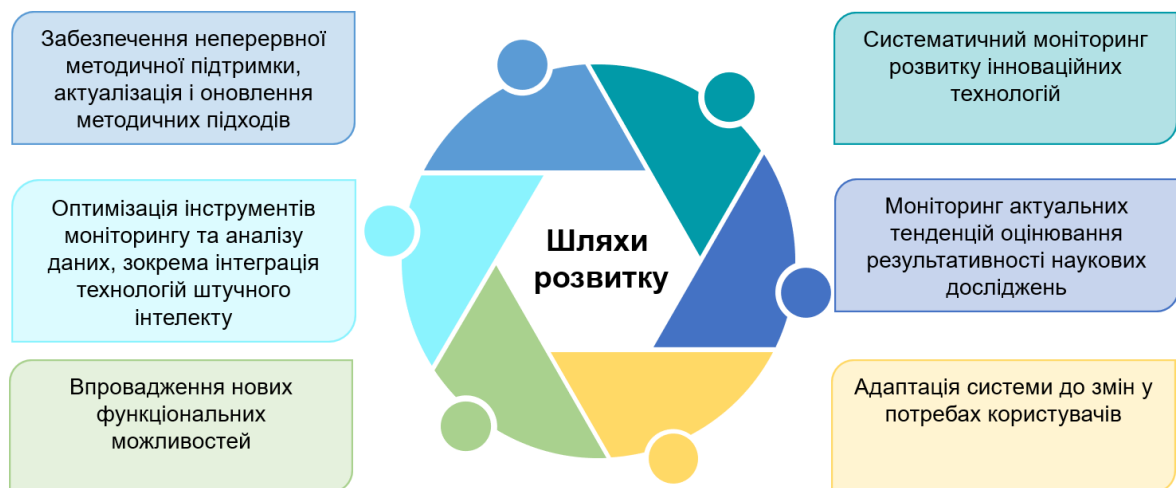 Забезпечення неперервної
методичної підтримки,
актуалізація і оновлення
методичних підходів
Оптимізація інструментів
моніторингу та аналізу
даних, зокрема інтеграція
технологій штучного
інтелекту
Впровадження нових
функціональних
можливостей
Шляхи
розвитку
Систематичний моніторинг
розвитку інноваційних
технологій
Моніторинг актуальних
тенденцій оцінювання
результативності наукових
досліджень
Адаптація системи до змін у
потребах користувачів